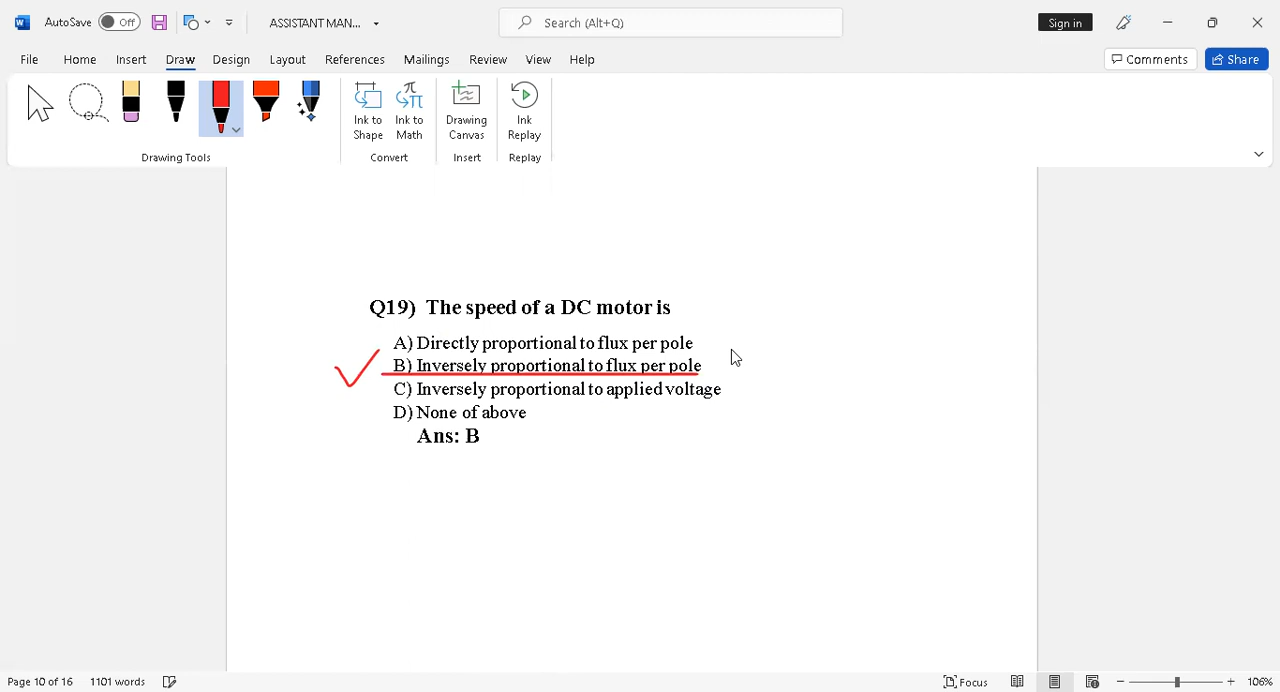 AutoSave Off ASSISTANT MAN... Search (Alt+Q) Sign in
File Home Insert Draw Design Layout References Mailings Review View Help Comments Share
Ink to Shape Ink to Math Drawing Canvas Ink Replay
Drawing Tools Convert Insert Replay
Q19) The speed of a DC motor is
A) Directly proportional to flux per pole
B) Inversely proportional to flux per pole
C) Inversely proportional to applied voltage
D) None of above
Ans: B
Page 10 of 16 1101 words Focus 106%